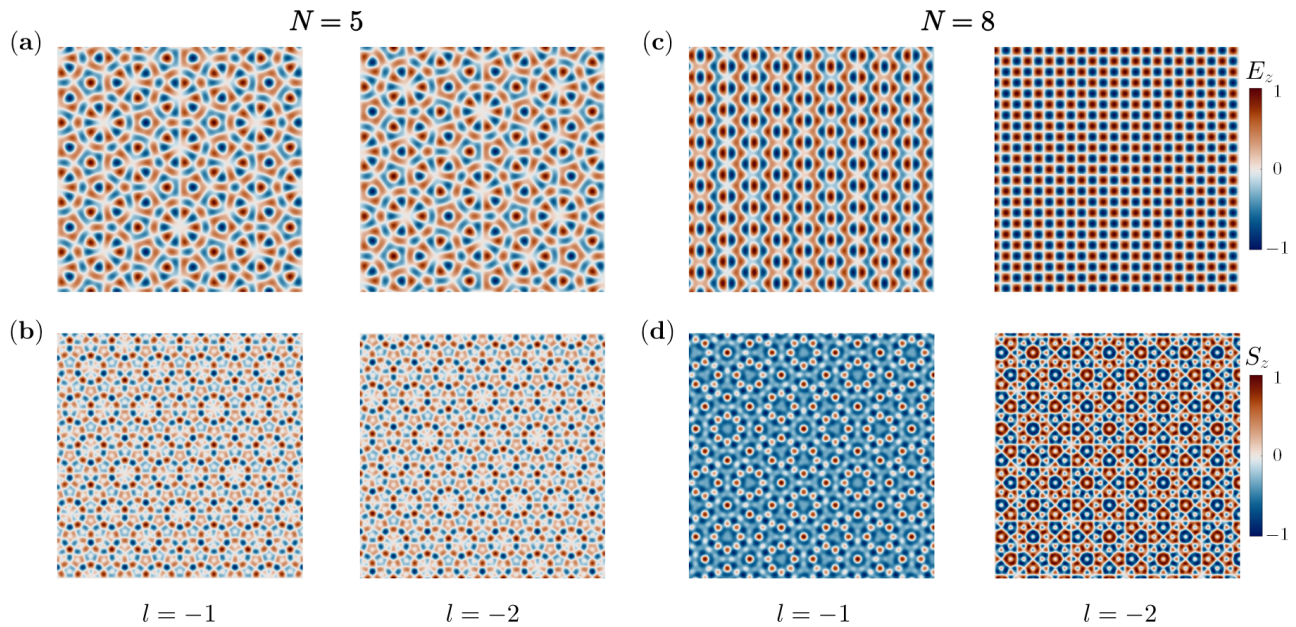 N = 5
N = 8
(a)
(c)
E_z
1
0
−1
(b)
(d)
S_z
1
0
−1
l = −1
l = −2
l = −1
l = −2